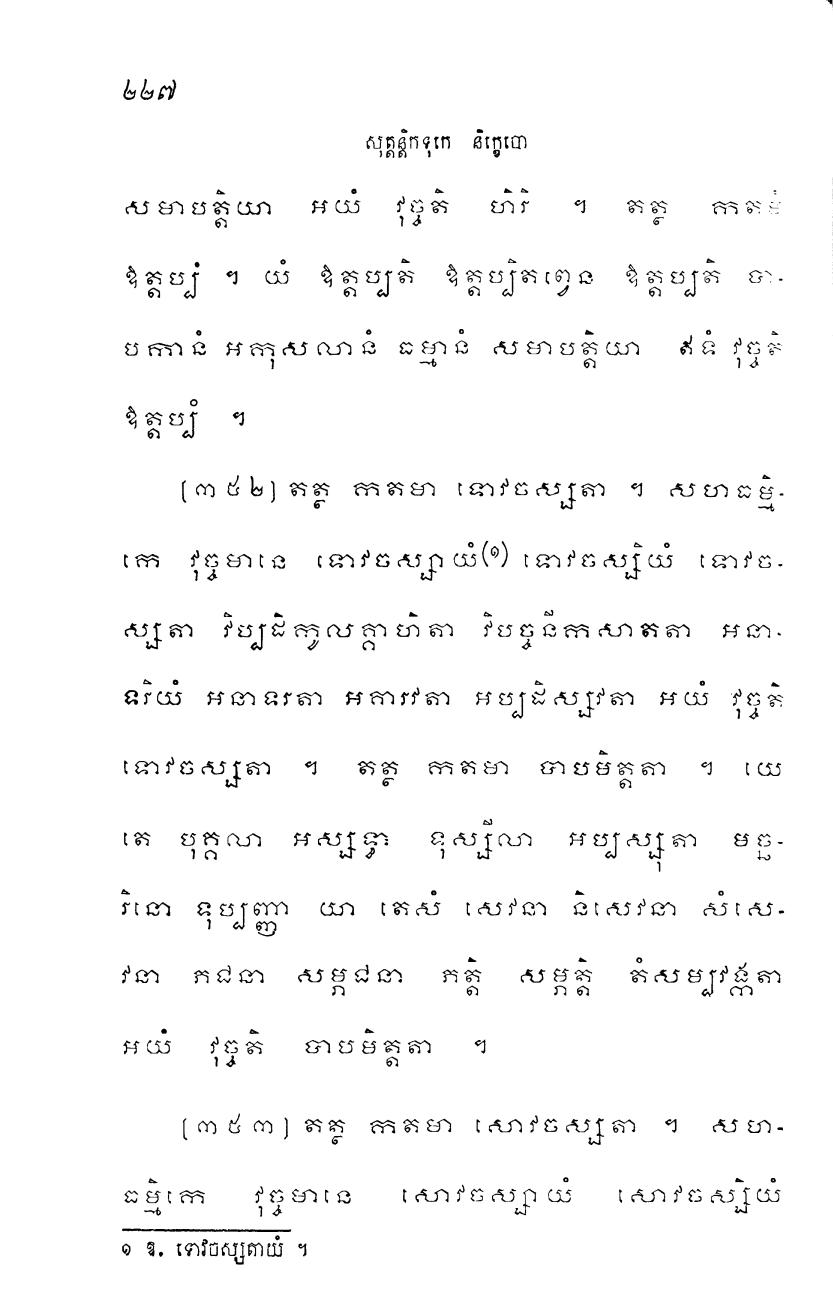 ២២៧
សុត្តន្តិកទុកេ និក្ខេបោ
សមាបត្តិយា អយំ វុច្ចតិ ហិរិ ។ តត្ថ កតមំ
ឱត្តប្បំ ។ យំ ឱត្តប្បតិ ឱត្តប្បិតព្វេន ឱត្តប្បតិ បា-
បកានំ អកុសលានំ ធម្មានំ សមាបត្តិយា ឥទំ វុច្ចតិ
ឱត្តប្បំ ។
[៣៥២] តត្ថ កតមា ទោវចស្សតា ។ សហធម្មិ-
កេ វុច្ចមានេ ទោវចស្សាយំ(១) ទោវចស្សិយំ ទោវច-
ស្សតា វិប្បដិកូលគ្គាហិតា វិបច្ចនីកសាតតា អនា-
ទរិយំ អនាទរតា អគារវតា អប្បដិស្សវតា អយំ វុច្ចតិ
ទោវចស្សតា ។ តត្ថ កតមា បាបមិត្តតា ។ យេ
តេ បុគ្គលា អស្សទ្ធា ទុស្សីលា អប្បស្សុតា មច្ឆ-
រិនោ ទុប្បញ្ញា យា តេសំ សេវនា និសេវនា សំសេ-
វនា ភជនា សម្ភជនា ភត្តិ សម្ភត្តិ តំសម្បវង្កតា
អយំ វុច្ចតិ បាបមិត្តតា ។
[៣៥៣] តត្ថ កតមា សោវចស្សតា ។ សហ-
ធម្មិកេ វុច្ចមានេ សោវចស្សាយំ សោវចស្សិយំ
១ ឱ. ទោវចស្សតាយំ ។